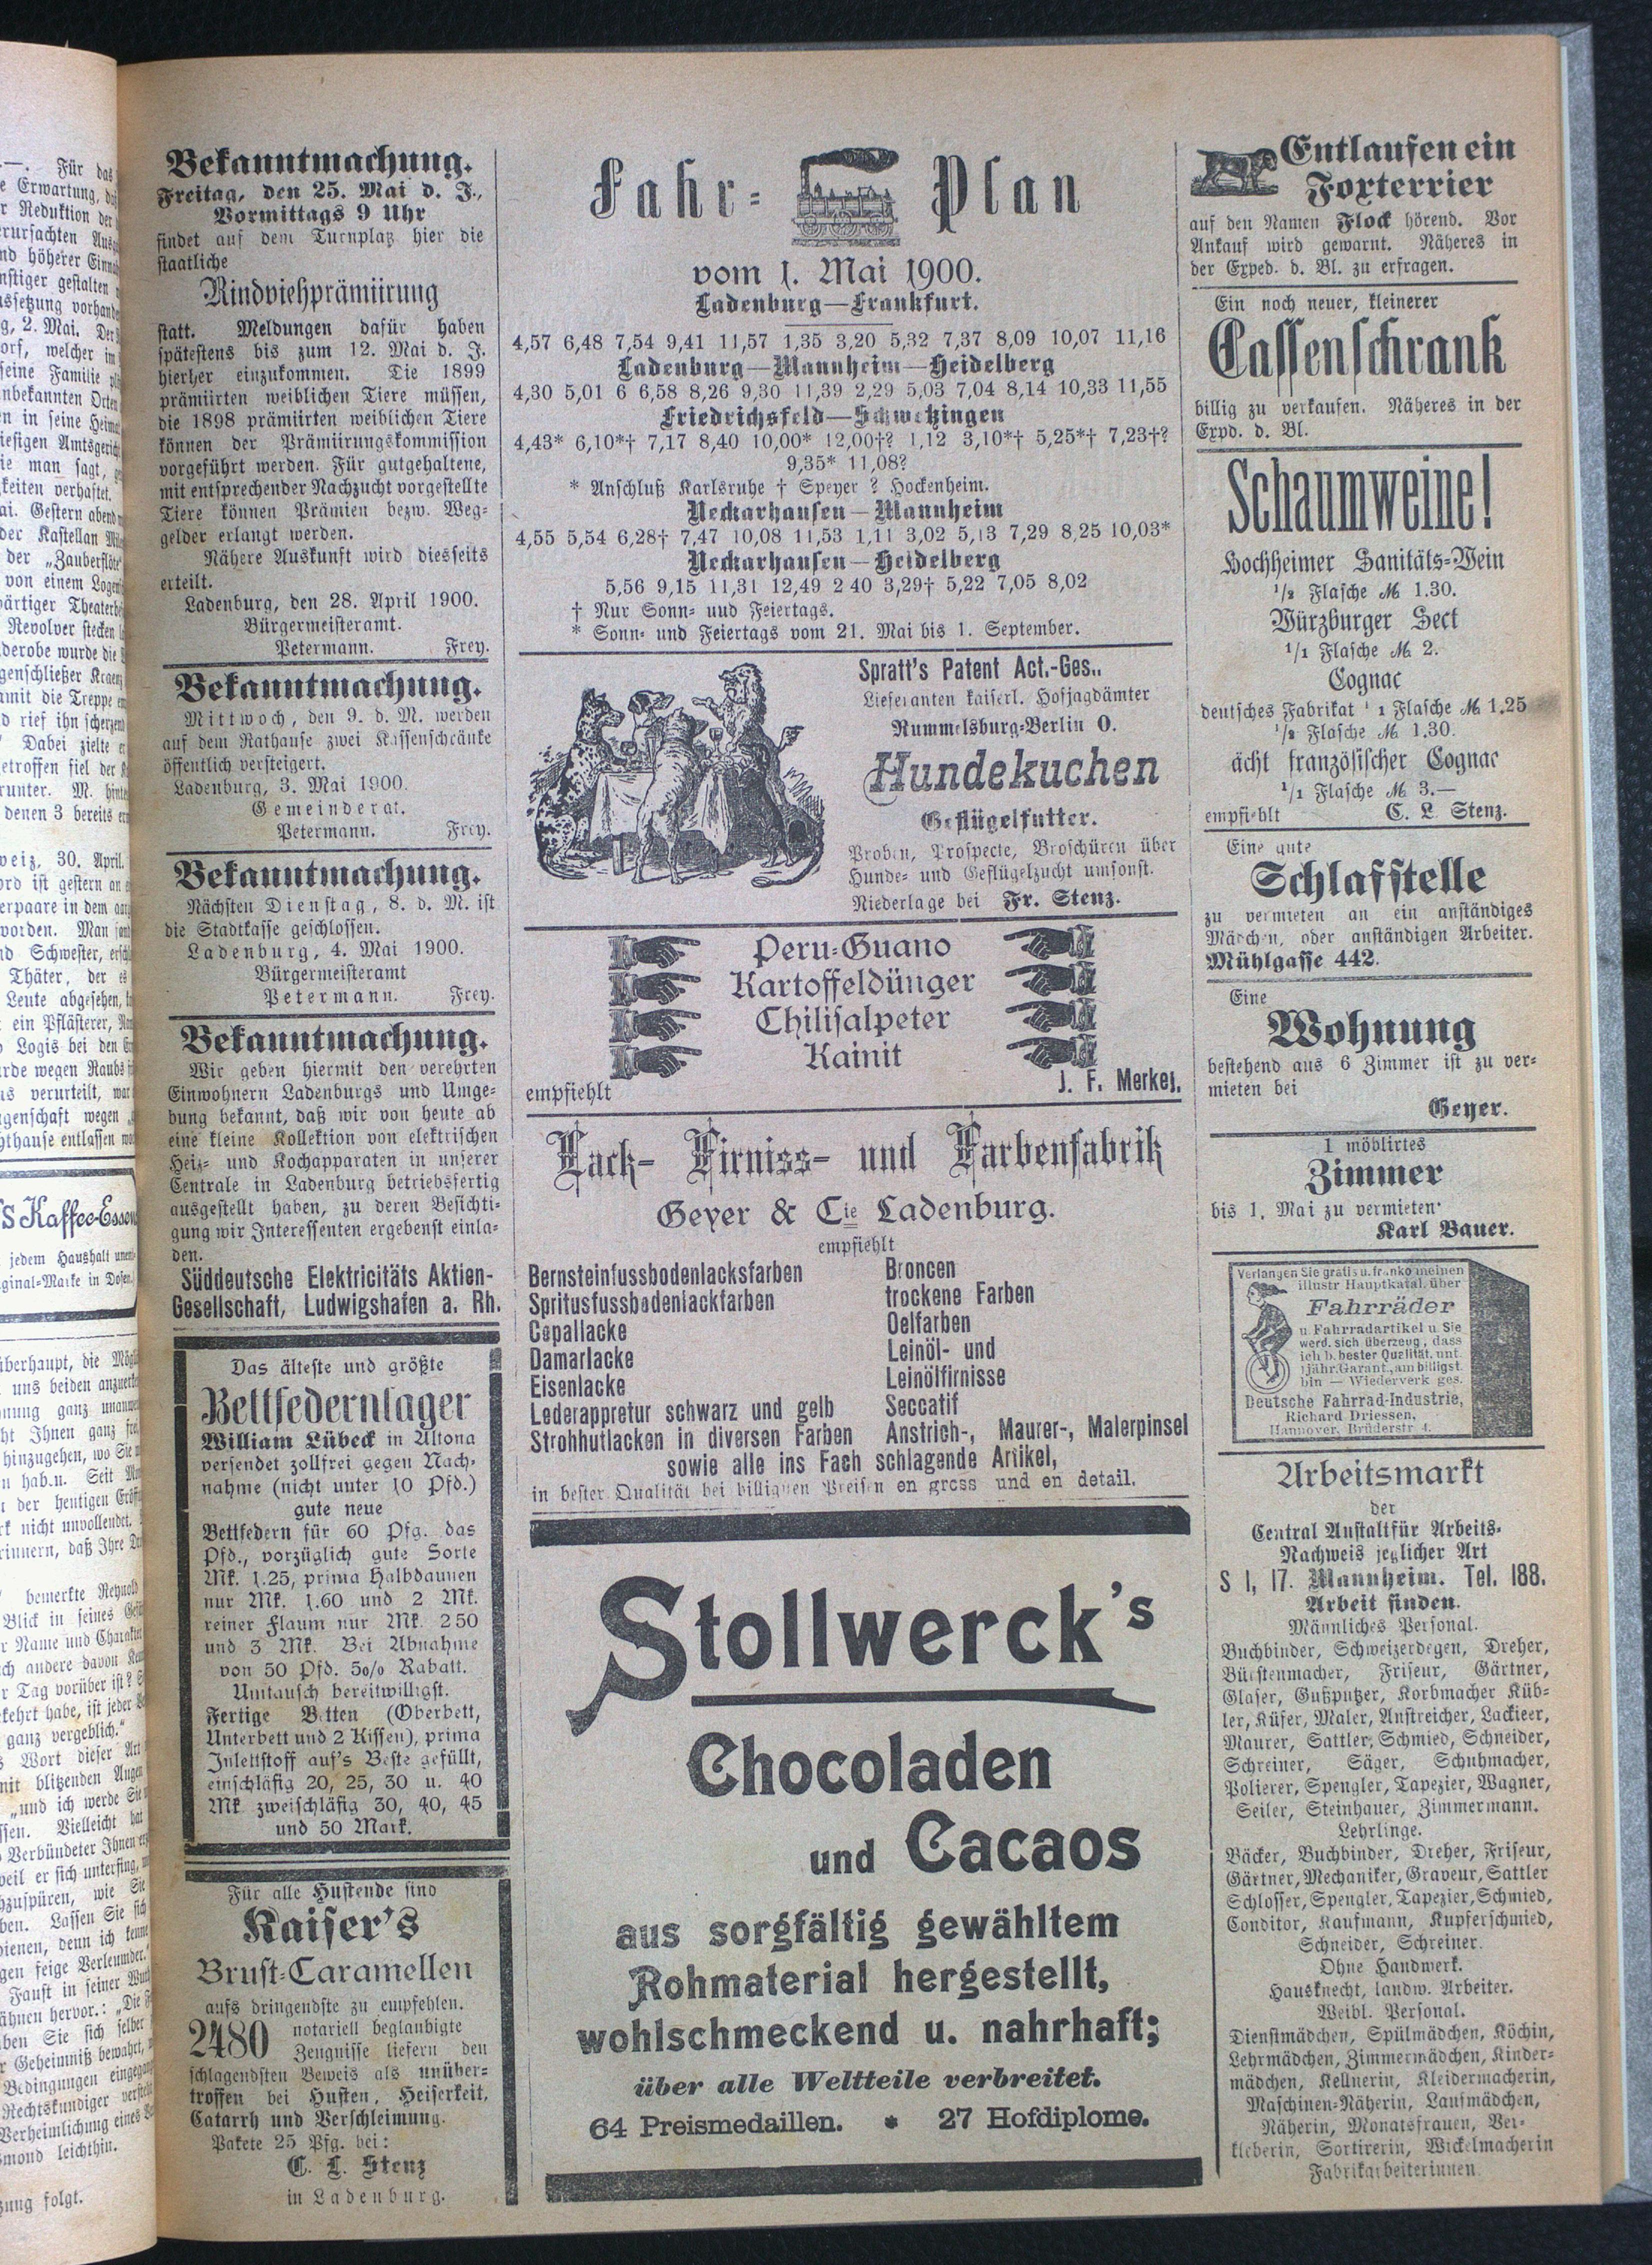 Bekanntmachung.
Freitag, den 25. Mai d. J.,
Vormittags 9 Uhr
findet auf dem Turnplatz hier die
staatliche
Rindviehprämiirung
statt. Meldungen dafür haben
spätestens bis zum 12. Mai d. J.
hierher einzukommen. Die 1899
prämiirten weiblichen Tiere müssen,
die 1898 prämiirten weiblichen Tiere
können der Prämiirungskommission
vorgeführt werden. Für gutgehaltene,
mit entsprechender Nachzucht vorgestellte
Tiere können Prämien bezw. Weg-
gelder erlangt werden.
Nähere Auskunft wird diesseits
erteilt.
Ladenburg, den 28. April 1900.
Bürgermeisteramt.
Petermann. Frey.
Bekanntmachung.
Mittwoch, den 9. d. M. werden
auf dem Rathause zwei Kassenschränke
öffentlich versteigert.
Ladenburg, 3. Mai 1900.
Gemeinderat.
Petermann. Frey.
Bekanntmachung.
Nächsten Dienstag, 8. d. M. ist
die Stadtkasse geschlossen.
Ladenburg, 4. Mai 1900.
Bürgermeisteramt
Petermann. Frey.
Bekanntmachung.
Wir geben hiermit den verehrten
Einwohnern Ladenburgs und Umge-
bung bekannt, daß wir von heute ab
eine kleine Kollektion von elektrischen
Heiz- und Kochapparaten in unserer
Centrale in Ladenburg betriebsfertig
ausgestellt haben, zu deren Besichti-
gung wir Interessenten ergebenst einla-
den.
Süddeutsche Elektricitäts Aktien-
Gesellschaft, Ludwigshafen a. Rh.
Das älteste und größte
Bettfedernlager
William Lübeck in Altona
versendet zollfrei gegen Nach-
nahme (nicht unter 10 Pfd.)
gute neue
Bettfedern für 60 Pfg. das
Pfd., vorzüglich gute Sorte
Mk. 1.25, prima Halbdaunen
nur Mk. 1.60 und 2 Mk.
reiner Flaum nur Mk. 2 50
und 3 Mk. Bei Abnahme
von 50 Pfd. 5% Rabatt.
Umtausch bereitwilligst.
Fertige Betten (Oberbett,
Unterbett und 2 Kissen), prima
Inlettstoff auf's Beste gefüllt,
einschläfig 20, 25, 30 u. 40
Mk. zweischläfig 30, 40, 45
und 50 Mark.
Für alle Hustende sind
Kaiser's
Brust-Caramellen
aufs dringendste zu empfehlen.
2480 notariell beglaubigte
Zeugnisse liefern den
schlagendsten Beweis als unüber-
troffen bei Husten, Heiserkeit,
Catarrh und Verschleimung.
Pakete 25 Pfg. bei:
C. L. Stenz
in Ladenburg.
Fahr- Plan
vom 1. Mai 1900.
Ladenburg—Frankfurt.
4,57 6,48 7,54 9,41 11,57 1,35 3,20 5,32 7,37 8,09 10,07 11,16
Ladenburg—Mannheim—Heidelberg
4,30 5,01 6 6,58 8,26 9,30 11,39 2,29 5,03 7,04 8,14 10,33 11,55
Friedrichsfeld—Schwetzingen
4,43* 6,10*† 7,17 8,40 10,00* 12,00†? 1,12 3,10*† 5,25*† 7,23†?
9,35* 11,08?
* Anschluß Karlsruhe † Speyer ? Hockenheim.
Neckarhausen—Mannheim
4,55 5,54 6,28† 7,47 10,08 11,53 1,11 3,02 5,13 7,29 8,25 10,03*
Neckarhausen—Heidelberg
5,56 9,15 11,31 12,49 2 40 3,29† 5,22 7,05 8,02
† Nur Sonn- und Feiertags.
* Sonn- und Feiertags vom 21. Mai bis 1. September.
Spratt's Patent Act.-Ges.,
Lieferanten kaiserl. Hofjagdämter
Rummelsburg-Berlin O.
Hundekuchen
Geflügelfutter.
Proben, Prospecte, Broschüren über
Hunde- und Geflügelzucht umsonst.
Niederlage bei Fr. Stenz.
Peru-Guano
Kartoffeldünger
Chilisalpeter
Kainit
empfiehlt J. F. Merkel.
Lack- Firniss- und Farbenfabrik
Geyer & Cie Ladenburg.
empfiehlt
Bernsteinfussbodenlacksfarben
Spritusfussbodenlackfarben
Copallacke
Damarlacke
Eisenlacke
Lederappretur schwarz und gelb
Strohhutlacken in diversen Farben
Broncen
trockene Farben
Oelfarben
Leinöl- und
Leinölfirnisse
Seccatif
Anstrich-, Maurer-, Malerpinsel
sowie alle ins Fach schlagende Artikel,
in bester Qualität bei billigsten Preisen en gross und en detail.
Stollwerck's
Chocoladen
und Cacaos
aus sorgfältig gewähltem
Rohmaterial hergestellt,
wohlschmeckend u. nahrhaft;
über alle Weltteile verbreitet.
64 Preismedaillen. * 27 Hofdiplome.
Entlaufen ein
Foxterrier
auf den Namen Flock hörend. Vor
Ankauf wird gewarnt. Näheres in
der Exped. d. Bl. zu erfragen.
Ein noch neuer, kleinerer
Cassenschrank
billig zu verkaufen. Näheres in der
Expd. d. Bl.
Schaumweine!
Hochheimer Sanitäts-Wein
1/2 Flasche M 1.30.
Würzburger Sect
1/1 Flasche M. 2.
Cognac
deutsches Fabrikat 1/1 Flasche M 1.25
1/2 Flasche M. 1.30.
ächt französischer Cognac
1/1 Flasche M 3.—
empfiehlt C. L. Stenz.
Eine gute
Schlafstelle
zu vermieten an ein anständiges
Mädchen, oder anständigen Arbeiter.
Mühlgasse 442.
Eine
Wohnung
bestehend aus 6 Zimmer ist zu ver-
mieten bei
Geyer.
1 möblirtes
Zimmer
bis 1. Mai zu vermieten.
Karl Bauer.
Verlangen Sie gratis u. franko meinen
illustr Hauptkatal. über
Fahrräder
u. Fahrradartikel u. Sie
werd. sich überzeug., dass
ich b. bester Qualität. unt.
1jähr. Garant., am billigst.
bin — Wiederverk ges.
Deutsche Fahrrad-Industrie,
Richard Driessen,
Hannover, Brüderstr 4.
Arbeitsmarkt
der
Central Anstalt für Arbeits-
Nachweis jeglicher Art
S 1, 17. Mannheim. Tel. 188.
Arbeit finden.
Männliches Personal.
Buchbinder, Schweizerdegen, Dreher,
Bürstenmacher, Friseur, Gärtner,
Glaser, Gußputzer, Korbmacher Küb-
ler, Küfer, Maler, Anstreicher, Lackieer,
Maurer, Sattler, Schmied, Schneider,
Schreiner, Säger, Schuhmacher,
Polierer, Spengler, Tapezier, Wagner,
Seiler, Steinhauer, Zimmermann.
Lehrlinge.
Bäcker, Buchbinder, Dreher, Friseur,
Gärtner, Mechaniker, Graveur, Sattler
Schlosser, Spengler, Tapezier, Schmied,
Conditor, Kaufmann, Kupferschmied,
Schneider, Schreiner.
Ohne Handwerk.
Hausknecht, landw. Arbeiter.
Weibl. Personal.
Dienstmädchen, Spülmädchen, Köchin,
Lehrmädchen, Zimmermädchen, Kinder-
mädchen, Kellnerin, Kleidermacherin,
Maschinen-Näherin, Laufmädchen,
Näherin, Monatsfrauen, Bei-
kleberin, Sortirerin, Wickelmacherin
Fabrikarbeiterinnen.